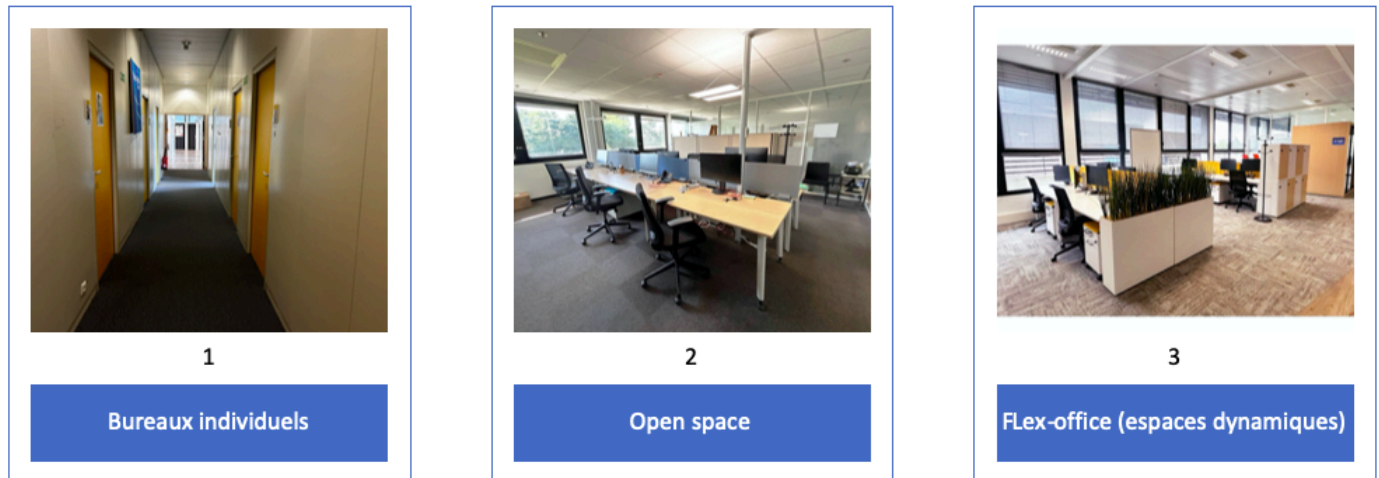 1
2
3
Bureaux individuels
Open space
FLex-office (espaces dynamiques)